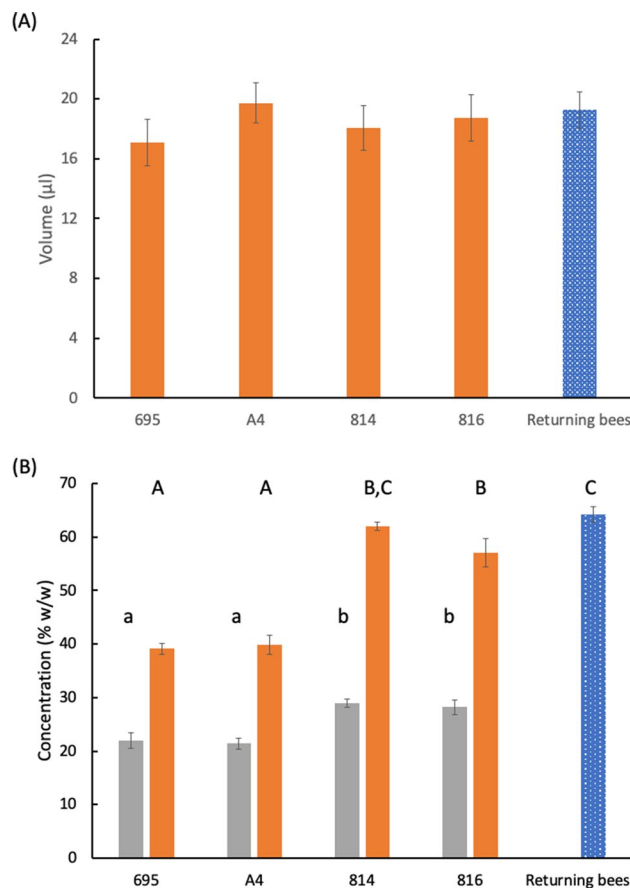 (A)
24
20
16
12
8
4
0
Volume (µl)
695 A4 814 816 Returning bees
(B)
70
60
50
40
30
20
10
0
Concentration (% w/w)
A A B,C B C
a a b b
695 A4 814 816 Returning bees